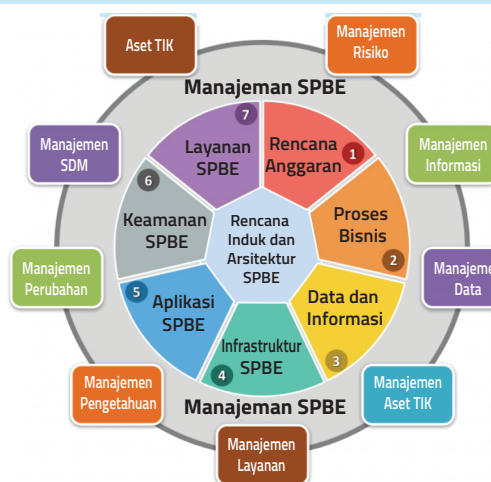 Aset TIK
Manajemen
Risiko
Manajeman SPBE
Manajemen
SDM
Manajemen
Informasi
7
Layanan
SPBE
Rencana
Anggaran
1
6
Keamanan
SPBE
Rencana
Induk dan
Arsitektur
SPBE
Proses
Bisnis
2
Manajemen
Perubahan
Manajeme
Data
5
Aplikasi
SPBE
Data dan
Informasi
3
Infrastruktur
SPBE
4
Manajemen
Pengetahuan
Manajemen
Aset TIK
Manajeman SPBE
Manajemen
Layanan